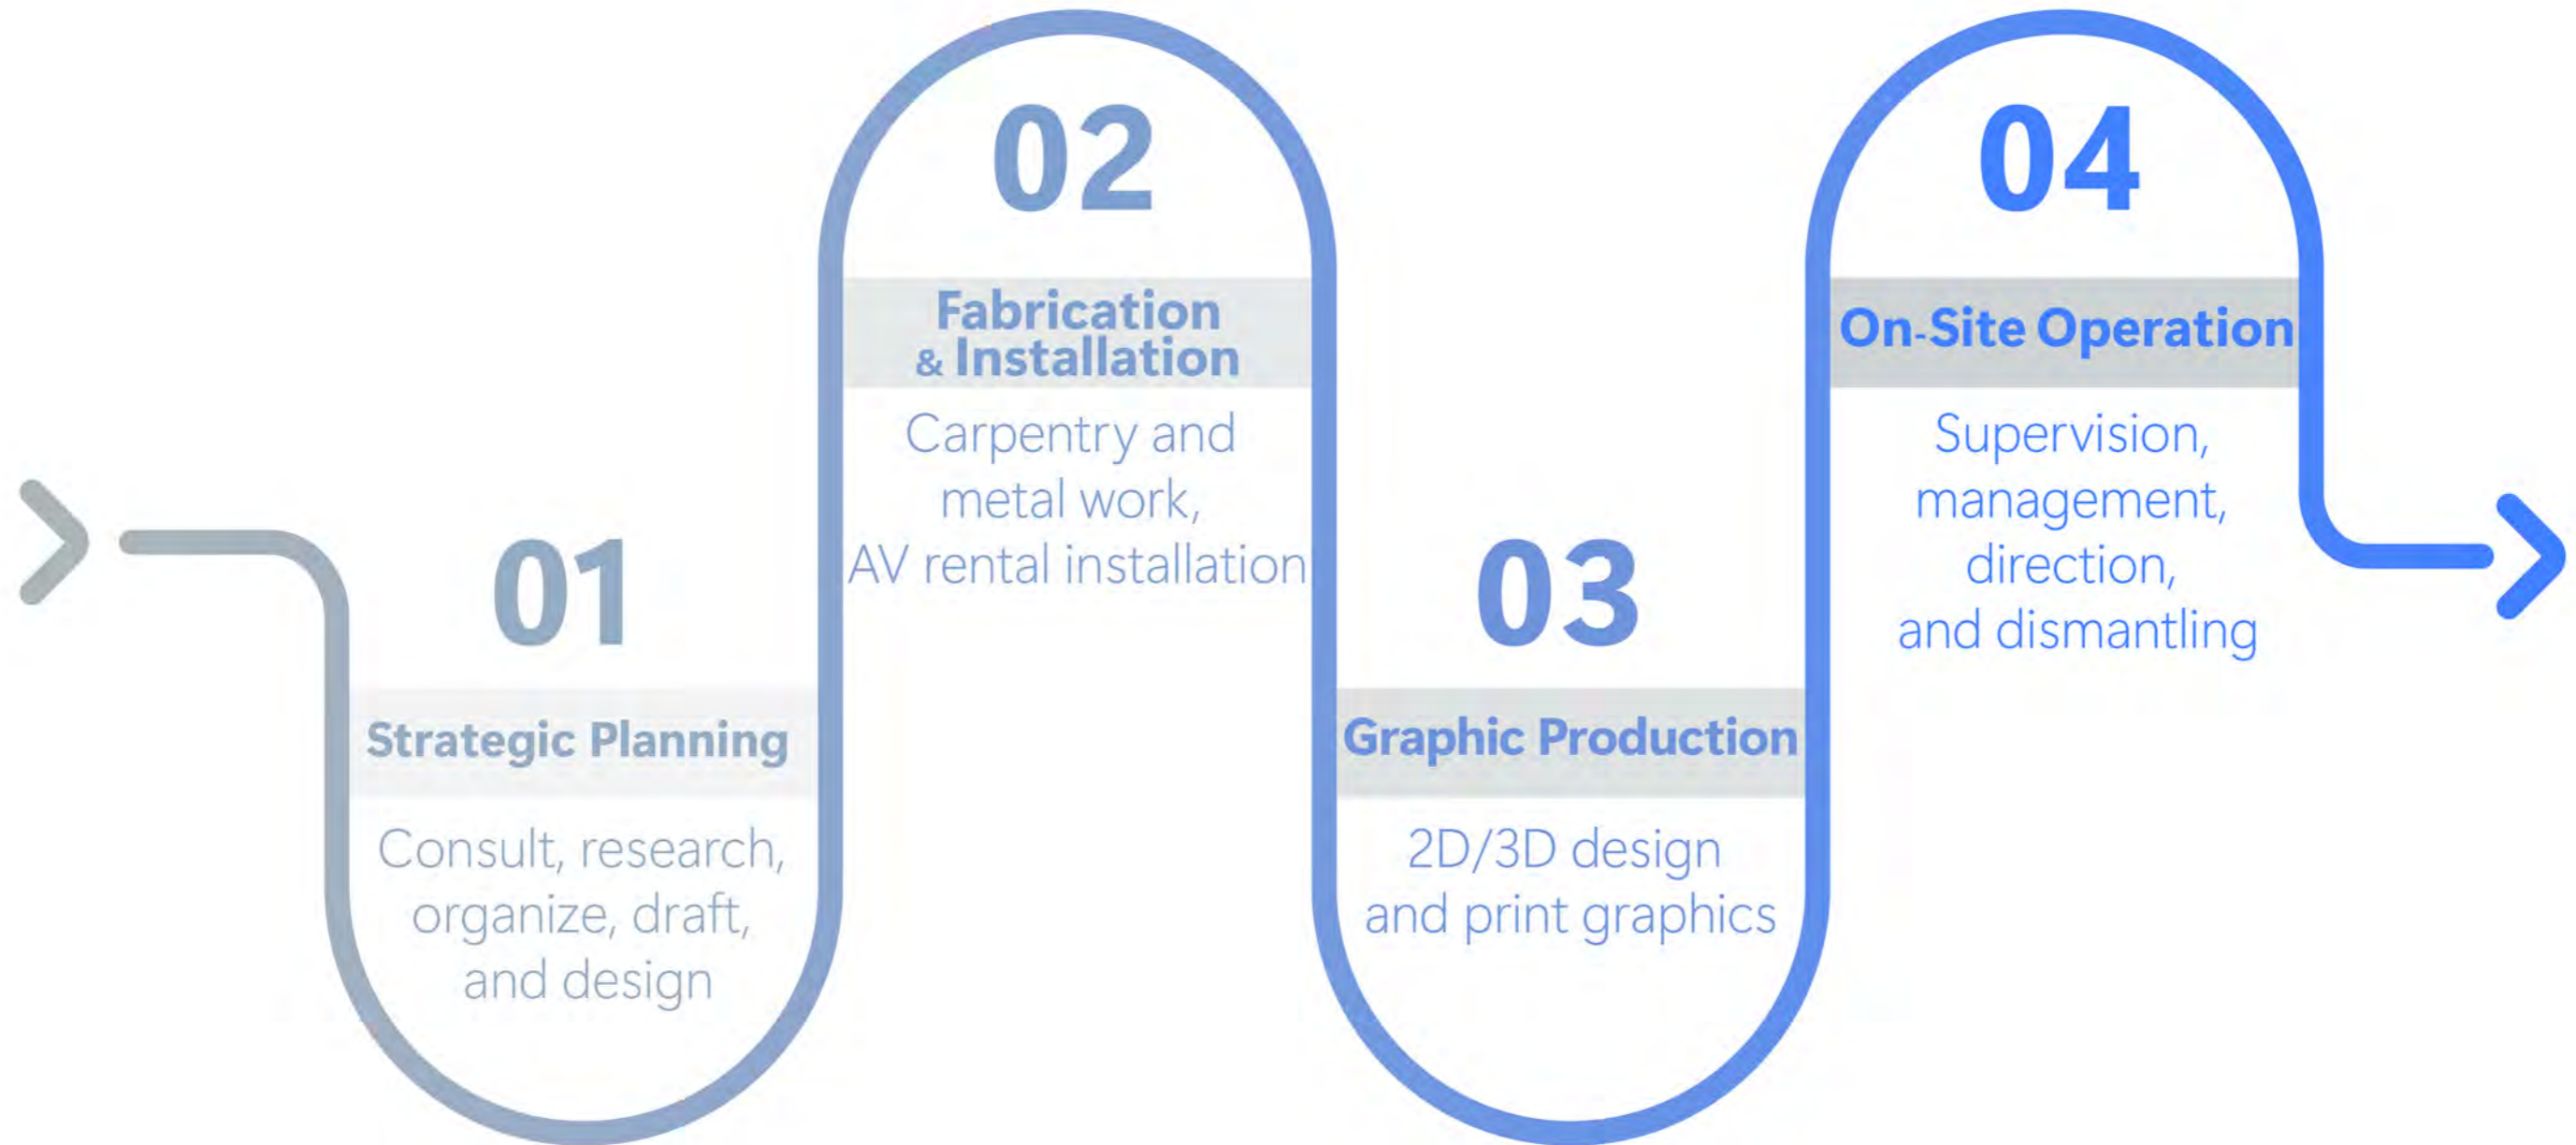 01
Strategic Planning
Consult, research,
organize, draft,
and design
02
Fabrication
& Installation
Carpentry and
metal work,
AV rental installation
03
Graphic Production
2D/3D design
and print graphics
04
On-Site Operation
Supervision,
management,
direction,
and dismantling